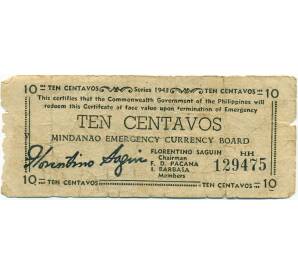 10 TEN CENTAVOS Series 1943 TEN CENTAVOS 10
This certifies that the Commonwealth Government of the Philippines will
redeem this Certificate of face value upon termination of Emergency
TEN CENTAVOS
MINDANAO EMERGENCY CURRENCY BOARD
Florentino Saguin
FLORENTINO SAGUIN
Chairman
F. D. PACANA
I. BARBASA
Members
HH
129475
10 TEN CENTAVOS TEN CENTAVOS 10